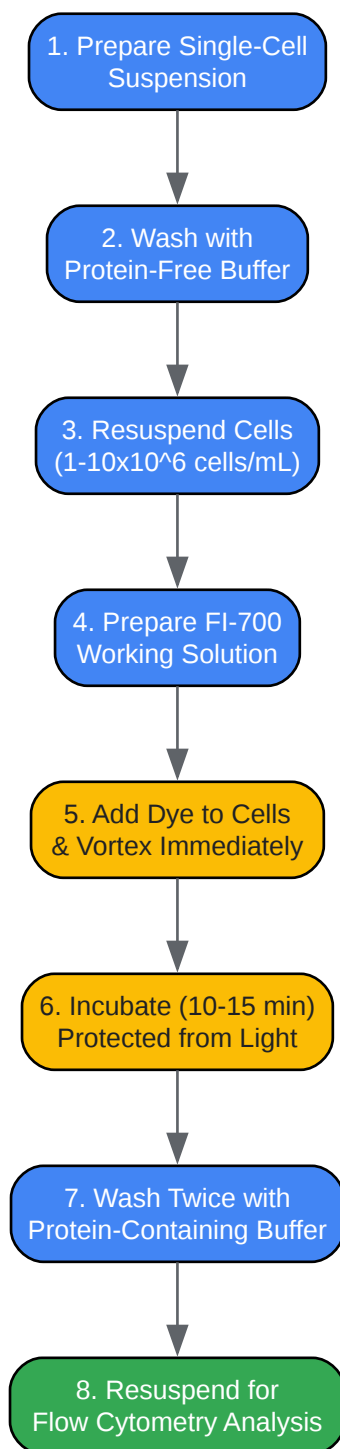 1. Prepare Single-Cell
Suspension
2. Wash with
Protein-Free Buffer
3. Resuspend Cells
(1-10x10^6 cells/mL)
4. Prepare FI-700
Working Solution
5. Add Dye to Cells
& Vortex Immediately
6. Incubate (10-15 min)
Protected from Light
7. Wash Twice with
Protein-Containing Buffer
8. Resuspend for
Flow Cytometry Analysis